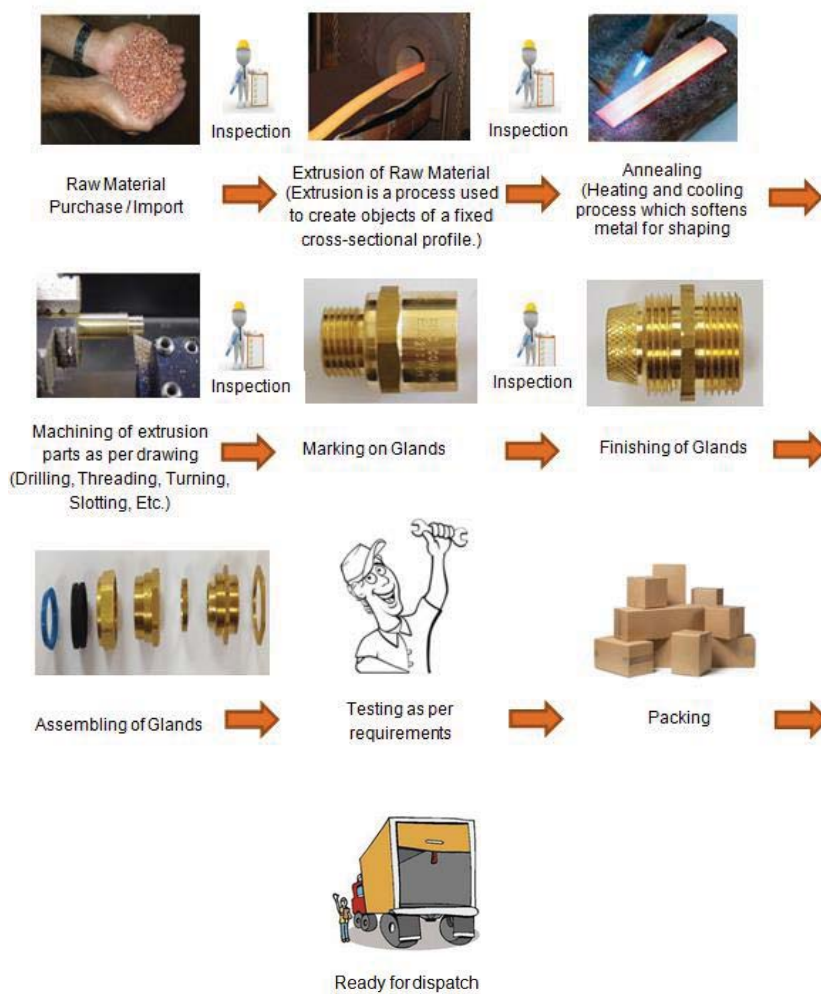 Inspection
Inspection
Raw Material
Purchase / Import
Extrusion of Raw Material
(Extrusion is a process used
to create objects of a fixed
cross-sectional profile.)
Annealing
(Heating and cooling
process which softens
metal for shaping
Inspection
Inspection
Machining of extrusion
parts as per drawing
(Drilling, Threading, Turning,
Slotting, Etc.)
Marking on Glands
Finishing of Glands
Assembling of Glands
Testing as per
requirements
Packing
Ready for dispatch